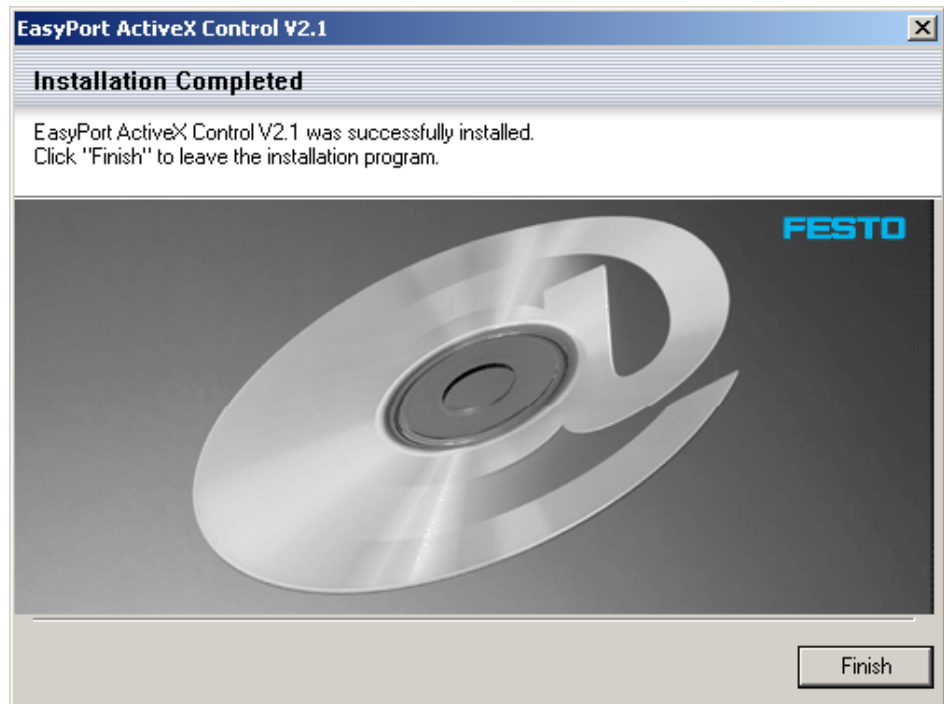 EasyPort ActiveX Control V2.1
Installation Completed
EasyPort ActiveX Control V2.1 was successfully installed.
Click "Finish" to leave the installation program.
FESTO
Finish